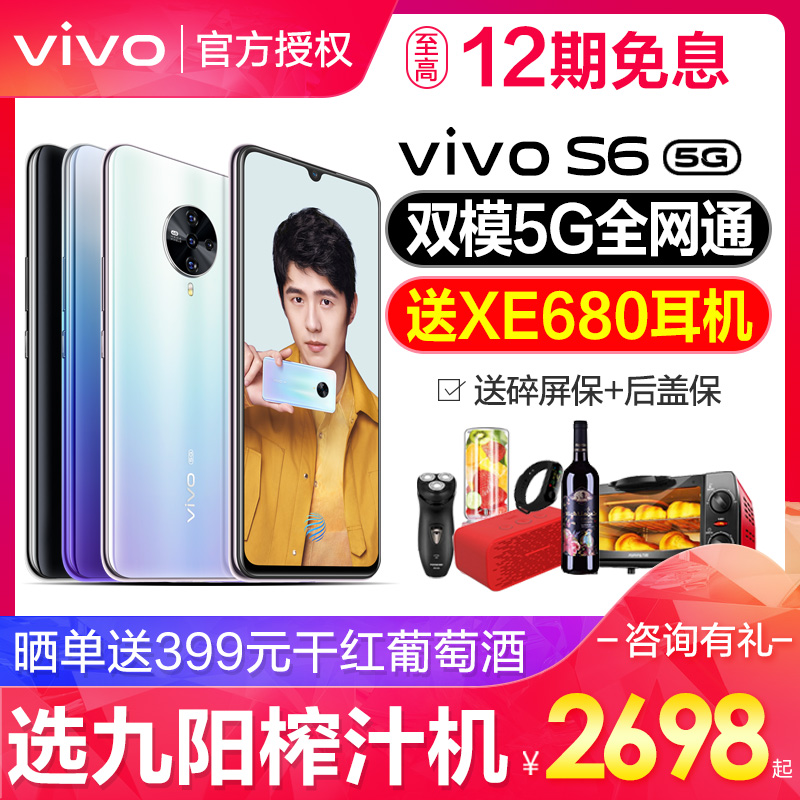 vivo 官方授权
至高 12期免息
vivo S6 5G
双模5G全网通
送XE680耳机
送碎屏保+后盖保
vivo
晒单送399元干红葡萄酒
咨询有礼
选九阳榨汁机
¥2698起